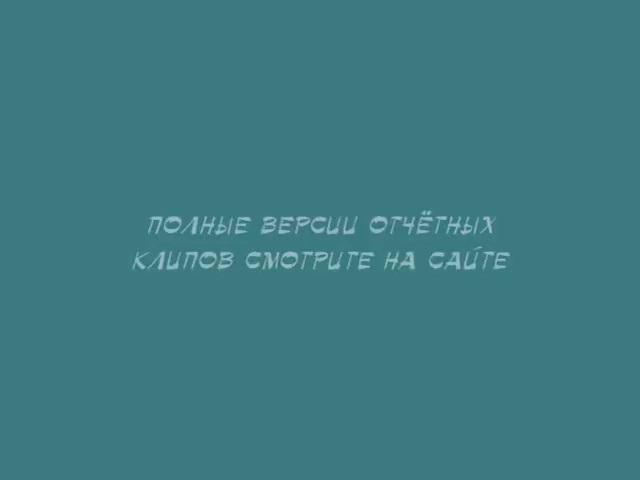 ПОЛНЫЕ ВЕРСИИ ОТЧЁТНЫХ
КЛИПОВ СМОТРИТЕ НА САЙТЕ